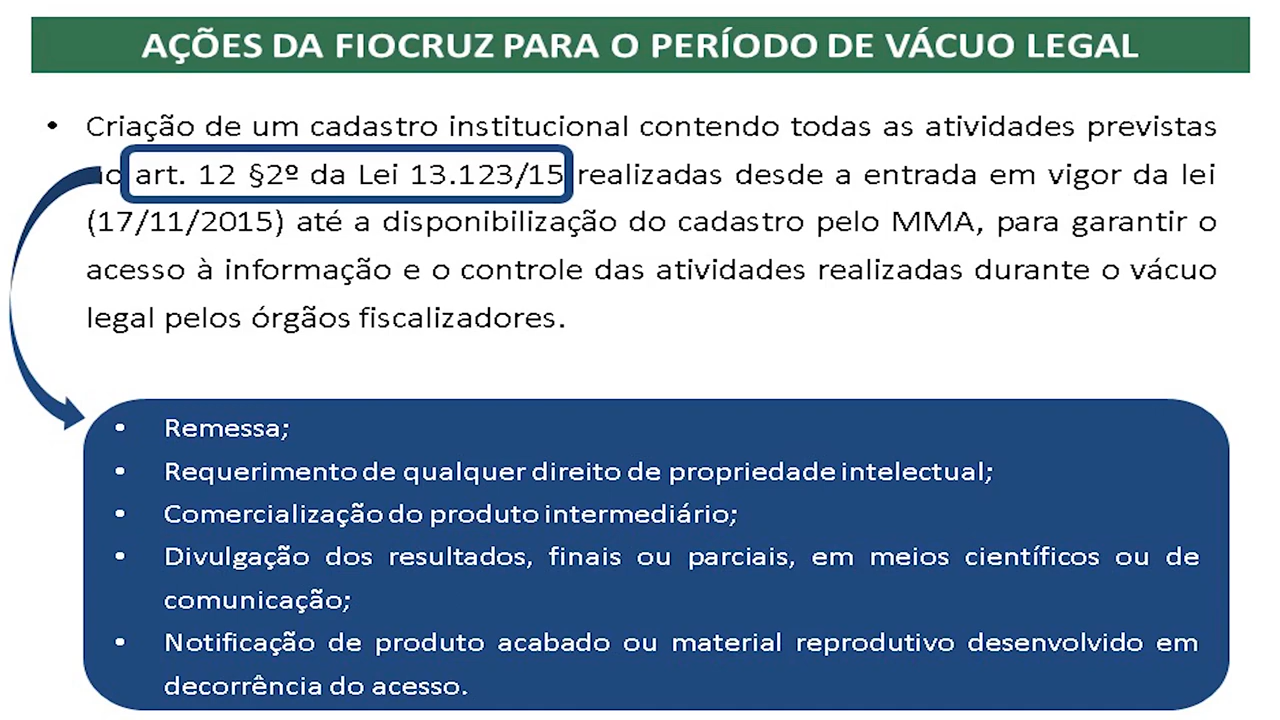 AÇÕES DA FIOCRUZ PARA O PERÍODO DE VÁCUO LEGAL
• Criação de um cadastro institucional contendo todas as atividades previstas
no art. 12 §2º da Lei 13.123/15 realizadas desde a entrada em vigor da lei
(17/11/2015) até a disponibilização do cadastro pelo MMA, para garantir o
acesso à informação e o controle das atividades realizadas durante o vácuo
legal pelos órgãos fiscalizadores.
• Remessa;
• Requerimento de qualquer direito de propriedade intelectual;
• Comercialização do produto intermediário;
• Divulgação dos resultados, finais ou parciais, em meios científicos ou de
comunicação;
• Notificação de produto acabado ou material reprodutivo desenvolvido em
decorrência do acesso.